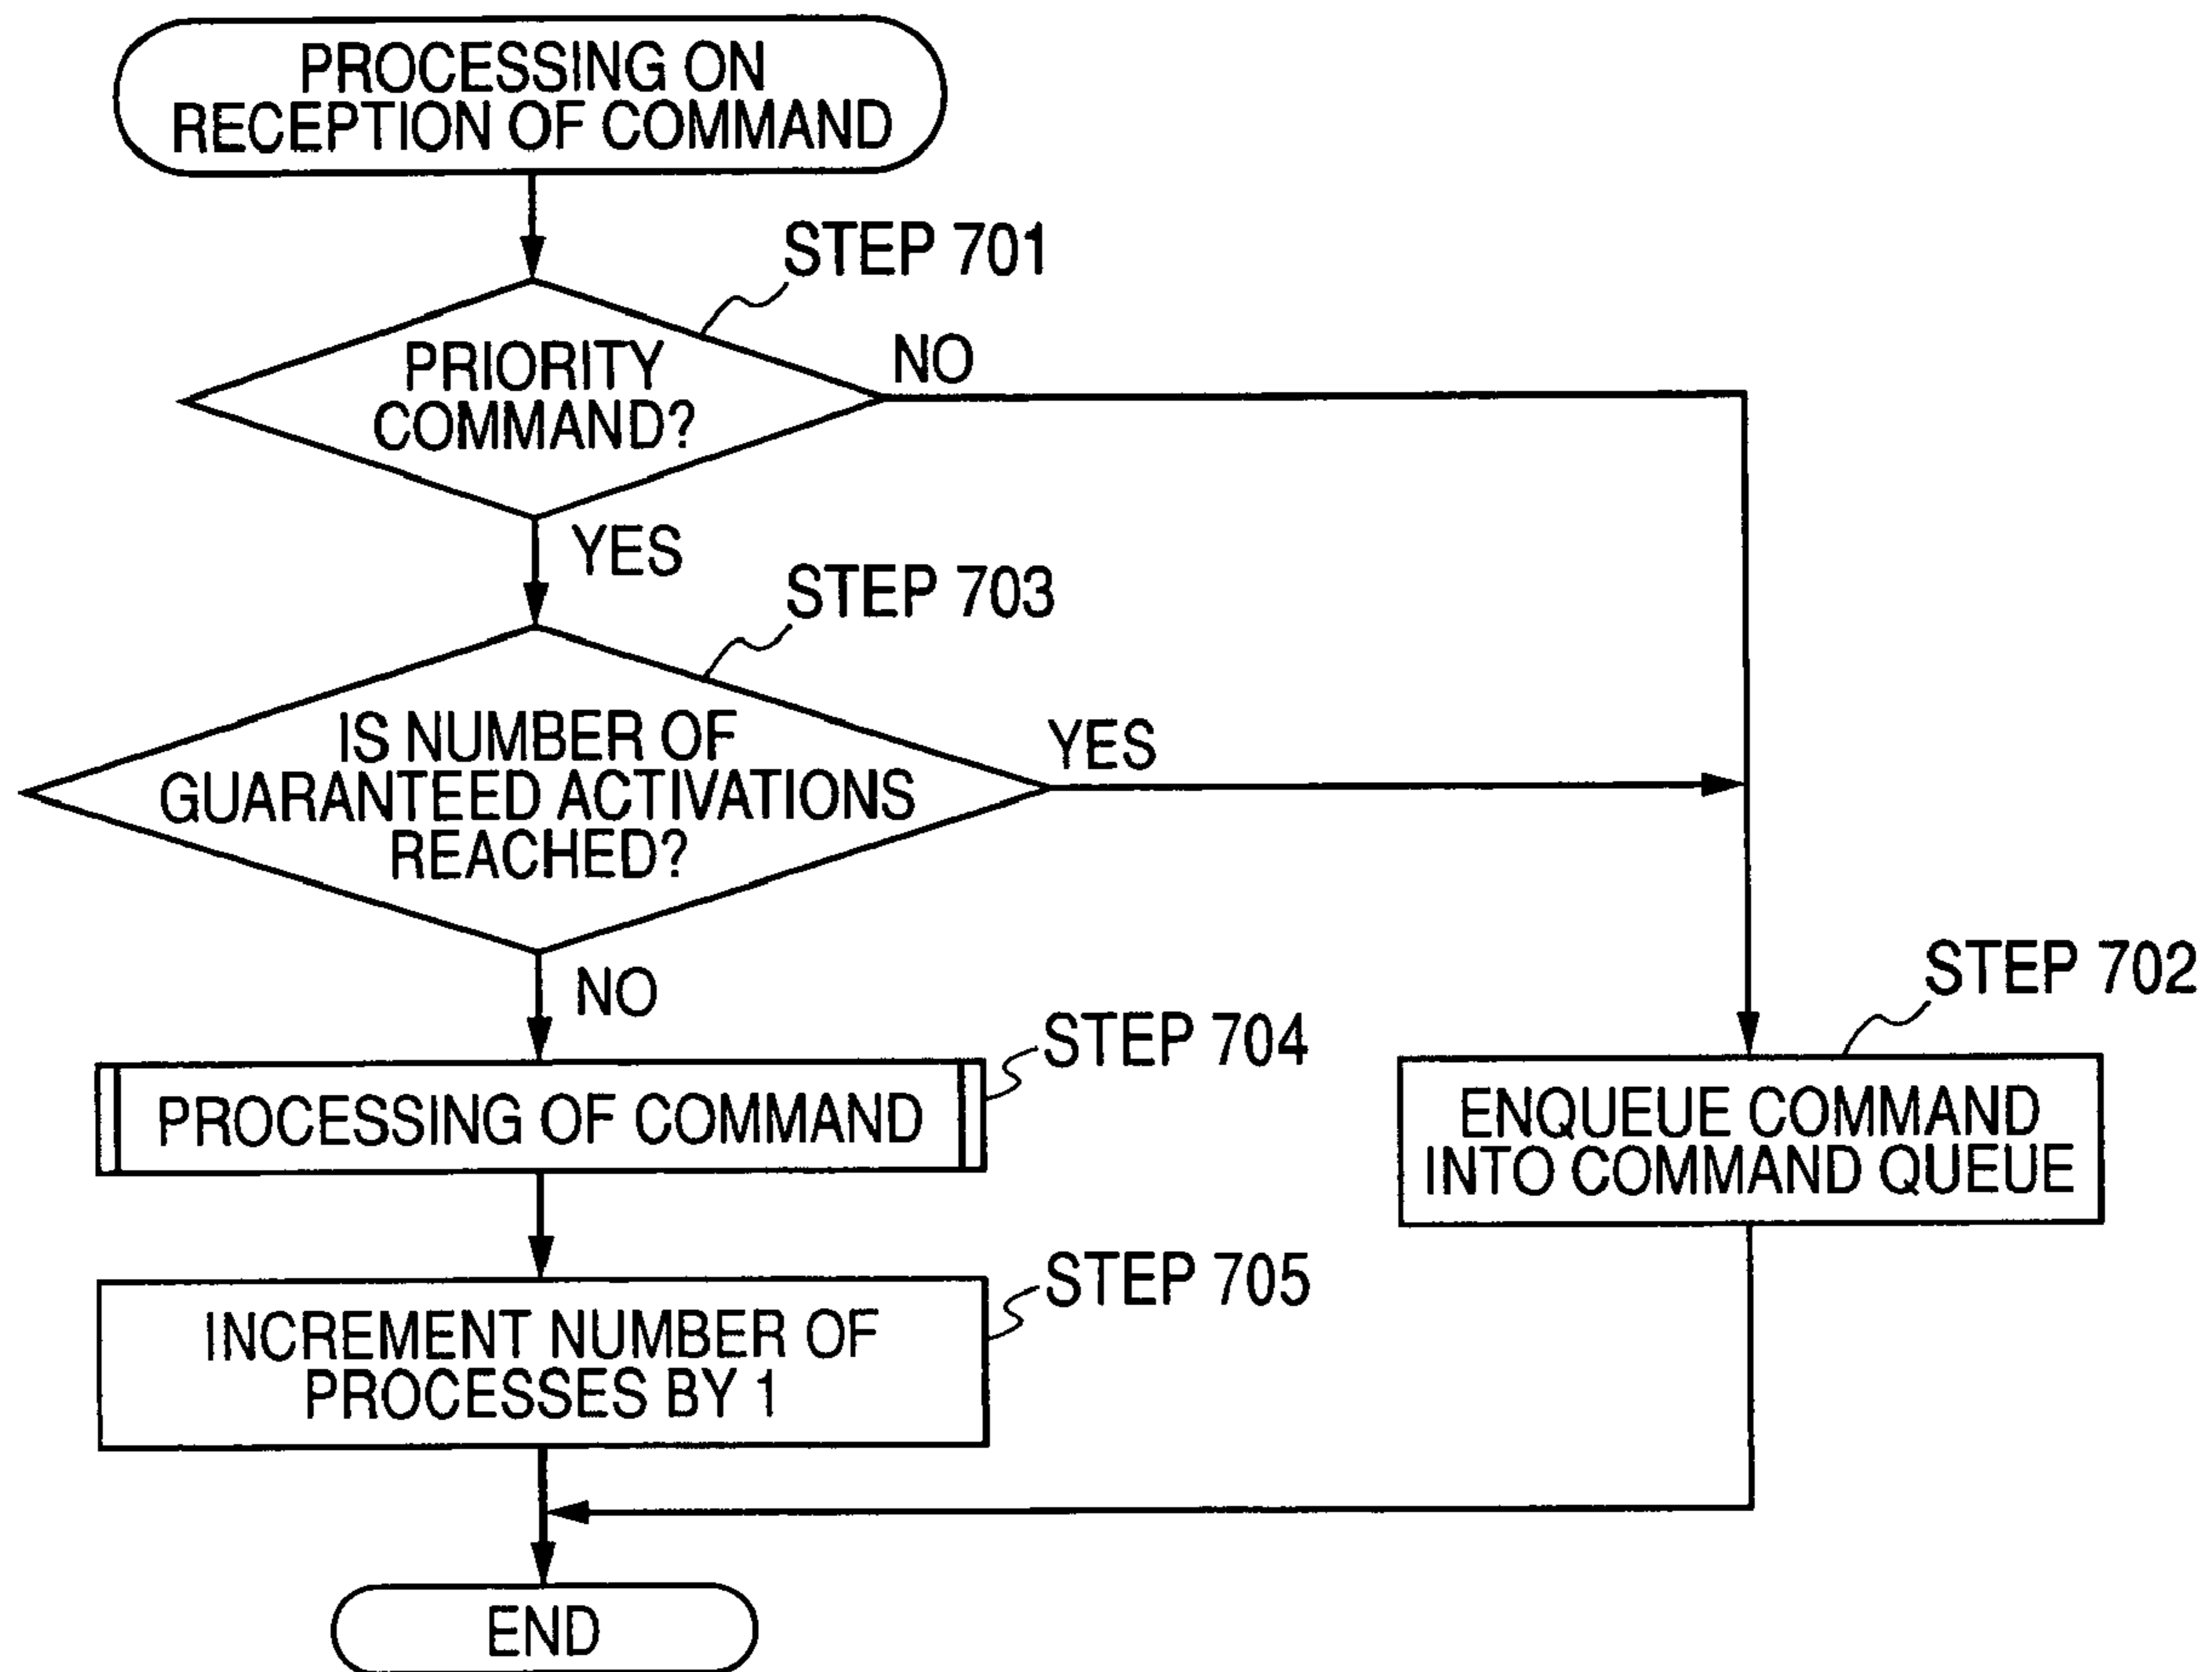 PROCESSING ON
RECEPTION OF COMMAND
STEP 701
PRIORITY
COMMAND?
NO
YES
STEP 703
IS NUMBER OF
GUARANTEED ACTIVATIONS
REACHED?
YES
NO
STEP 704
PROCESSING OF COMMAND
STEP 702
ENQUEUE COMMAND
INTO COMMAND QUEUE
STEP 705
INCREMENT NUMBER OF
PROCESSES BY 1
END